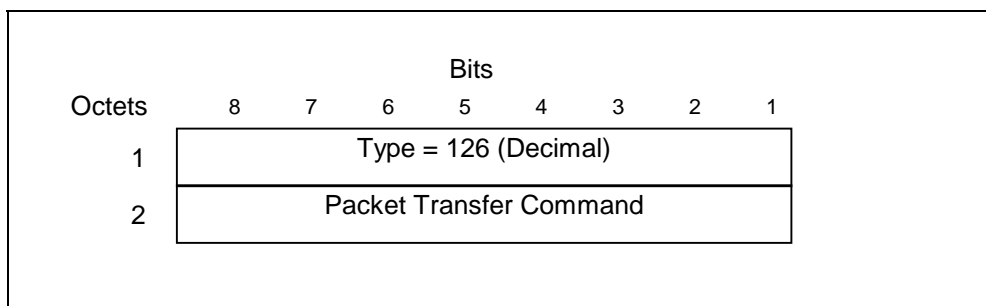 Bits
Octets 8 7 6 5 4 3 2 1
1 Type = 126 (Decimal)
2 Packet Transfer Command